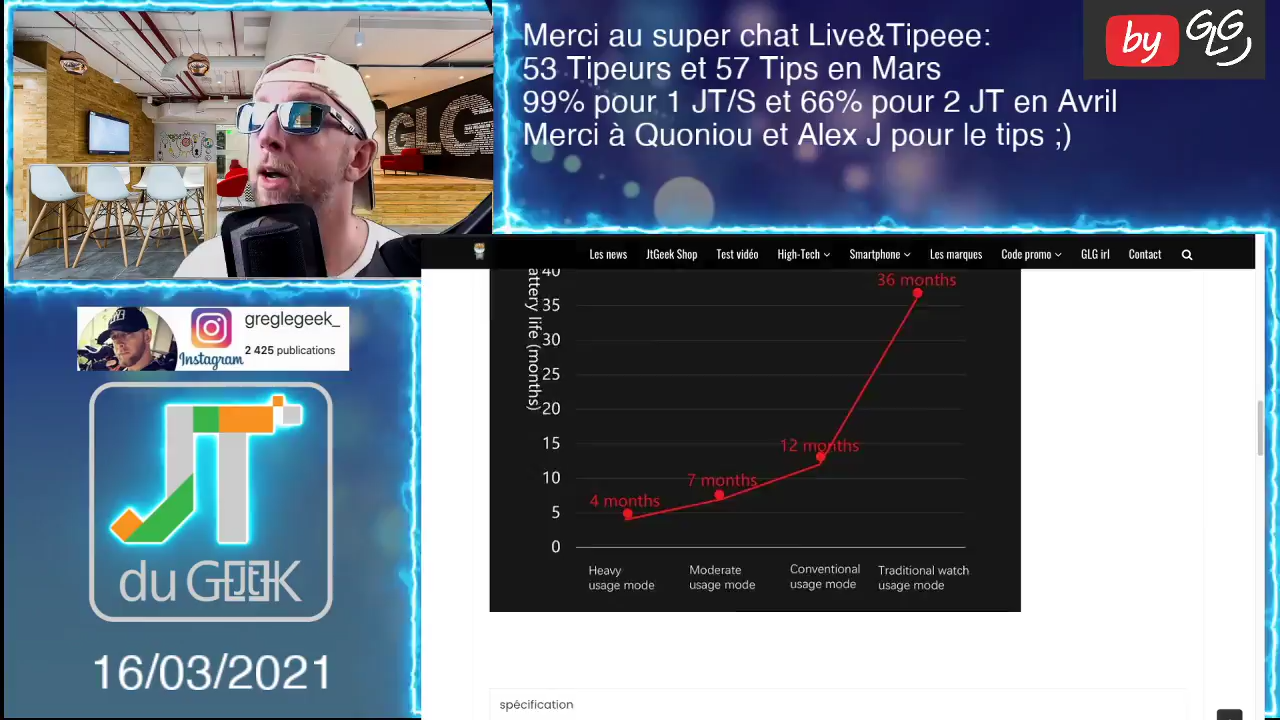 Merci au super chat Live&Tipeee:
53 Tipeurs et 57 Tips en Mars
99% pour 1 JT/S et 66% pour 2 JT en Avril
Merci à Quoniou et Alex J pour le tips ;)
by GLG
GLG
Les news JtGeek Shop Test vidéo High-Tech Smartphone Les marques Code promo GLG irl Contact
greglegeek_
2 425 publications
Instagram
JT
du GEEK
16/03/2021
battery life (months)
40
35
30
25
20
15
10
5
0
36 months
12 months
7 months
4 months
Heavy
usage mode
Moderate
usage mode
Conventional
usage mode
Traditional watch
usage mode
spécification